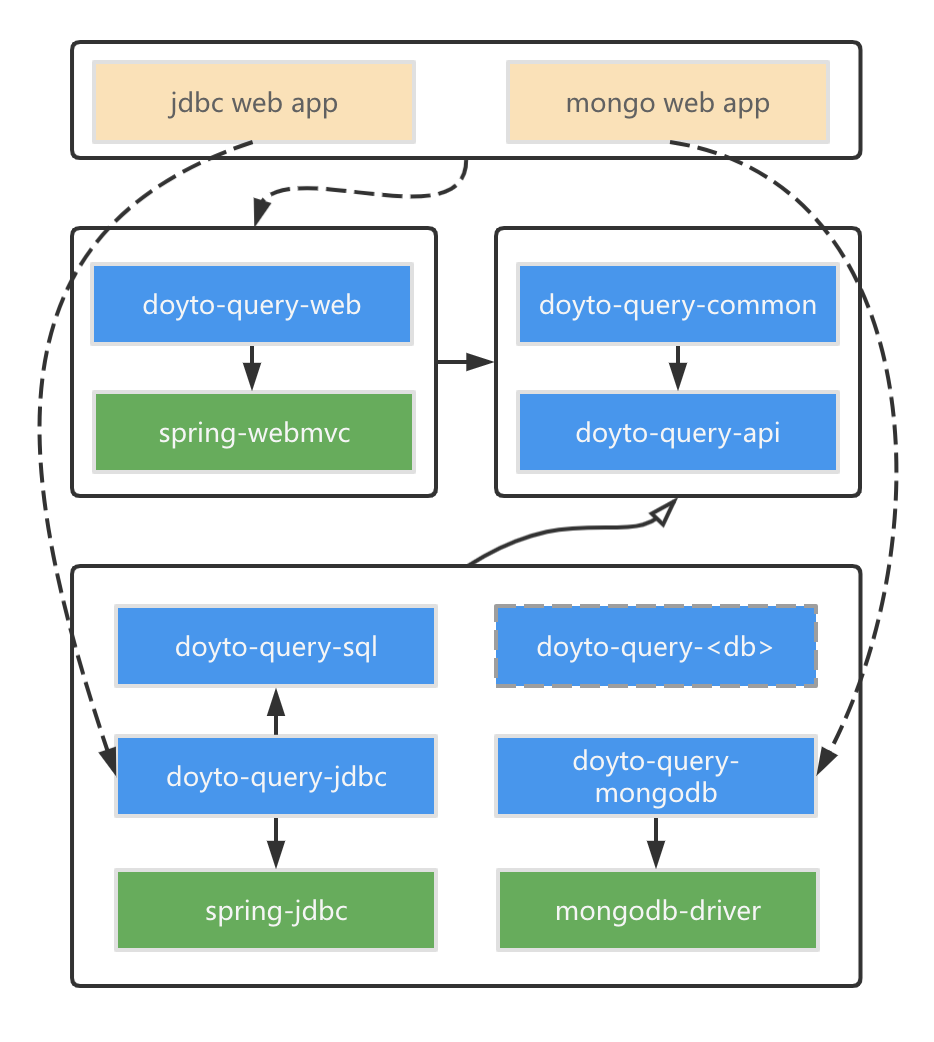 jdbc web app
mongo web app
doyto-query-web
doyto-query-common
spring-webmvc
doyto-query-api
doyto-query-sql
doyto-query-<db>
doyto-query-jdbc
doyto-query-
mongodb
spring-jdbc
mongodb-driver